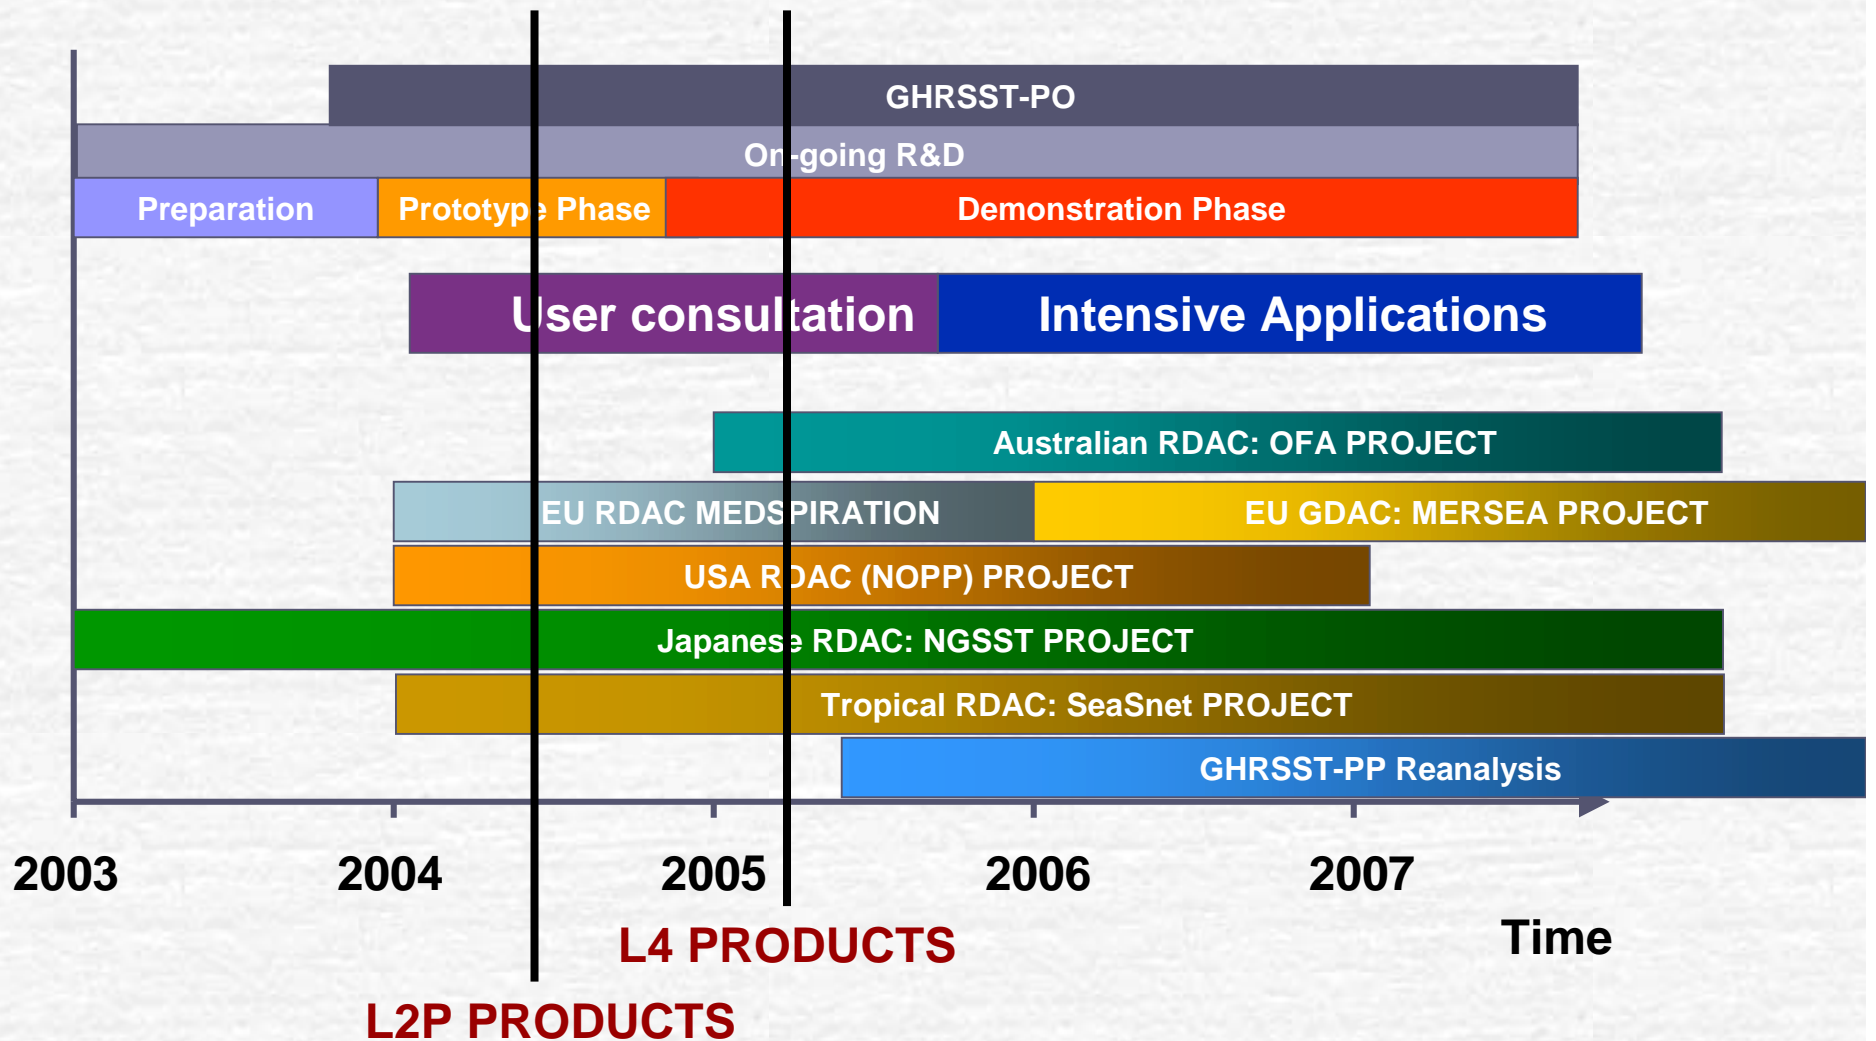 GHRSST-PO
On-going R&D
Preparation
Prototype Phase
Demonstration Phase
User consultation
Intensive Applications
Australian RDAC: OFA PROJECT
EU RDAC MEDSPIRATION
EU GDAC: MERSEA PROJECT
USA RDAC (NOPP) PROJECT
Japanese RDAC: NGSST PROJECT
Tropical RDAC: SeaSnet PROJECT
GHRSST-PP Reanalysis
2003
2004
2005
2006
2007
Time
L4 PRODUCTS
L2P PRODUCTS